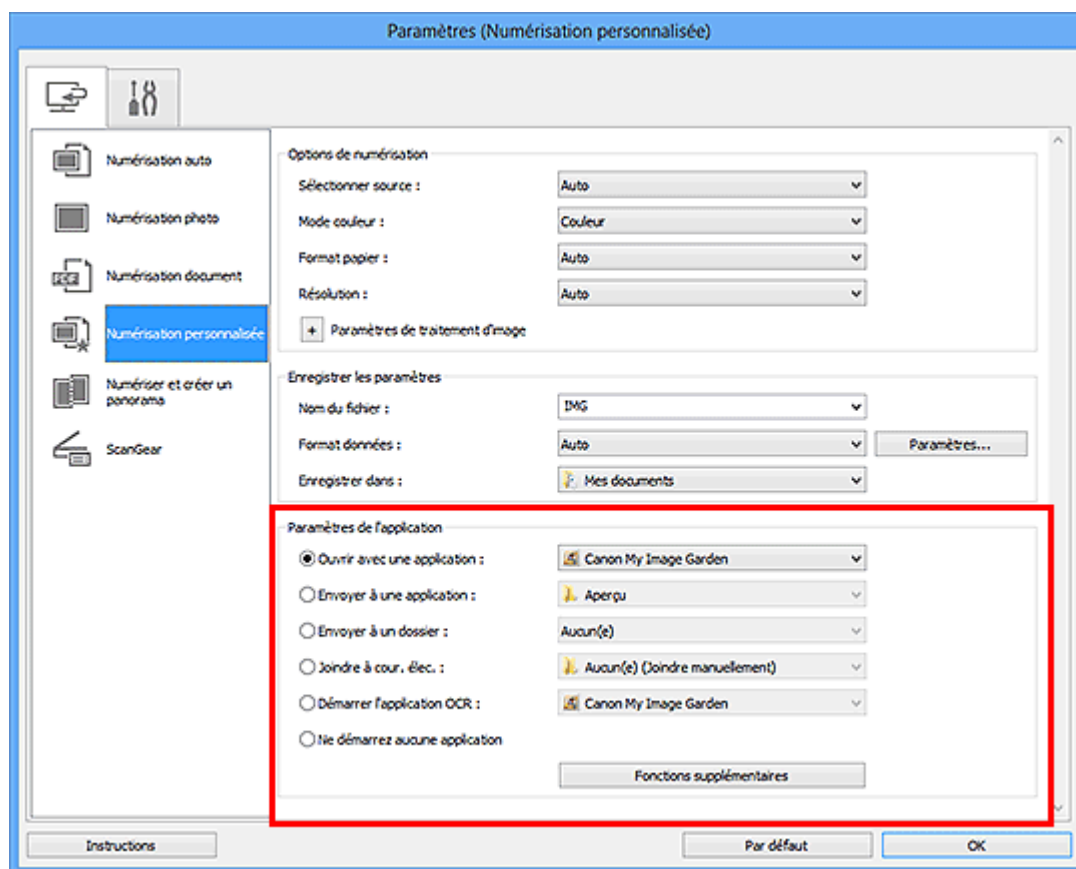 Paramètres (Numérisation personnalisée)
Numérisation auto
Numérisation photo
Numérisation document
Numérisation personnalisée
Numériser et créer un
panorama
ScanGear
Options de numérisation
Sélectionner source : Auto
Mode couleur : Couleur
Format papier : Auto
Résolution : Auto
+ Paramètres de traitement d'image
Enregistrer les paramètres
Nom du fichier : IMG
Format données : Auto Paramètres...
Enregistrer dans : Mes documents
Paramètres de l'application
Ouvrir avec une application : Canon My Image Garden
Envoyer à une application : Aperçu
Envoyer à un dossier : Aucun(e)
Joindre à cour. élec. : Aucun(e) (Joindre manuellement)
Démarrer l'application OCR : Canon My Image Garden
Ne démarrez aucune application
Fonctions supplémentaires
Instructions Par défaut OK